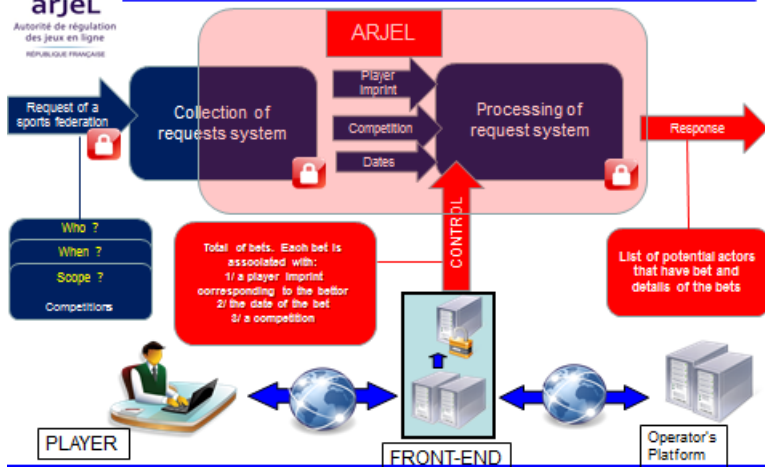 arjel
Autorité de régulation
des jeux en ligne
RÉPUBLIQUE FRANÇAISE
ARJEL
Request of a
sports federation
Collection of
requests system
Player
Imprint
Competition
Dates
Processing of
request system
Response
Who ?
When ?
Scope ?
Competitions
Total of bets. Each bet is
associated with:
1/ a player imprint
corresponding to the bettor
2/ the date of the bet
3/ a competition
CONTROL
List of potential actors
that have bet and
details of the bets
PLAYER
FRONT-END
Operator's
Platform